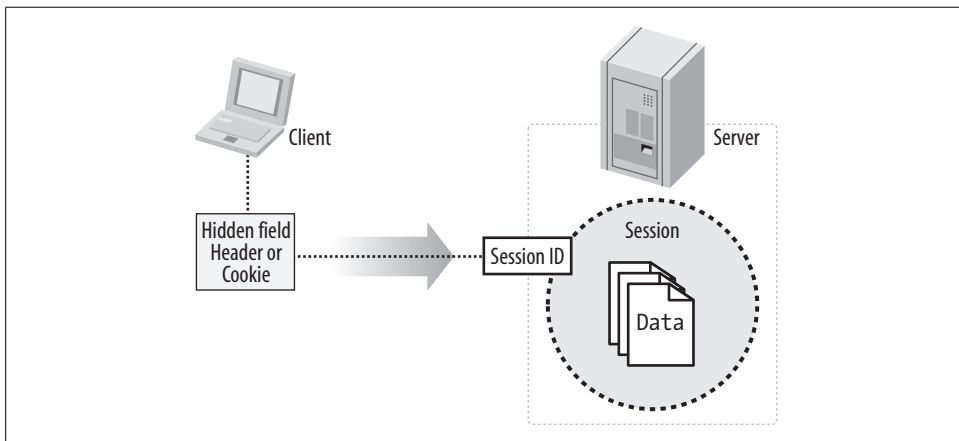 Client
Server
Hidden field
Header or
Cookie
Session ID
Session
Data